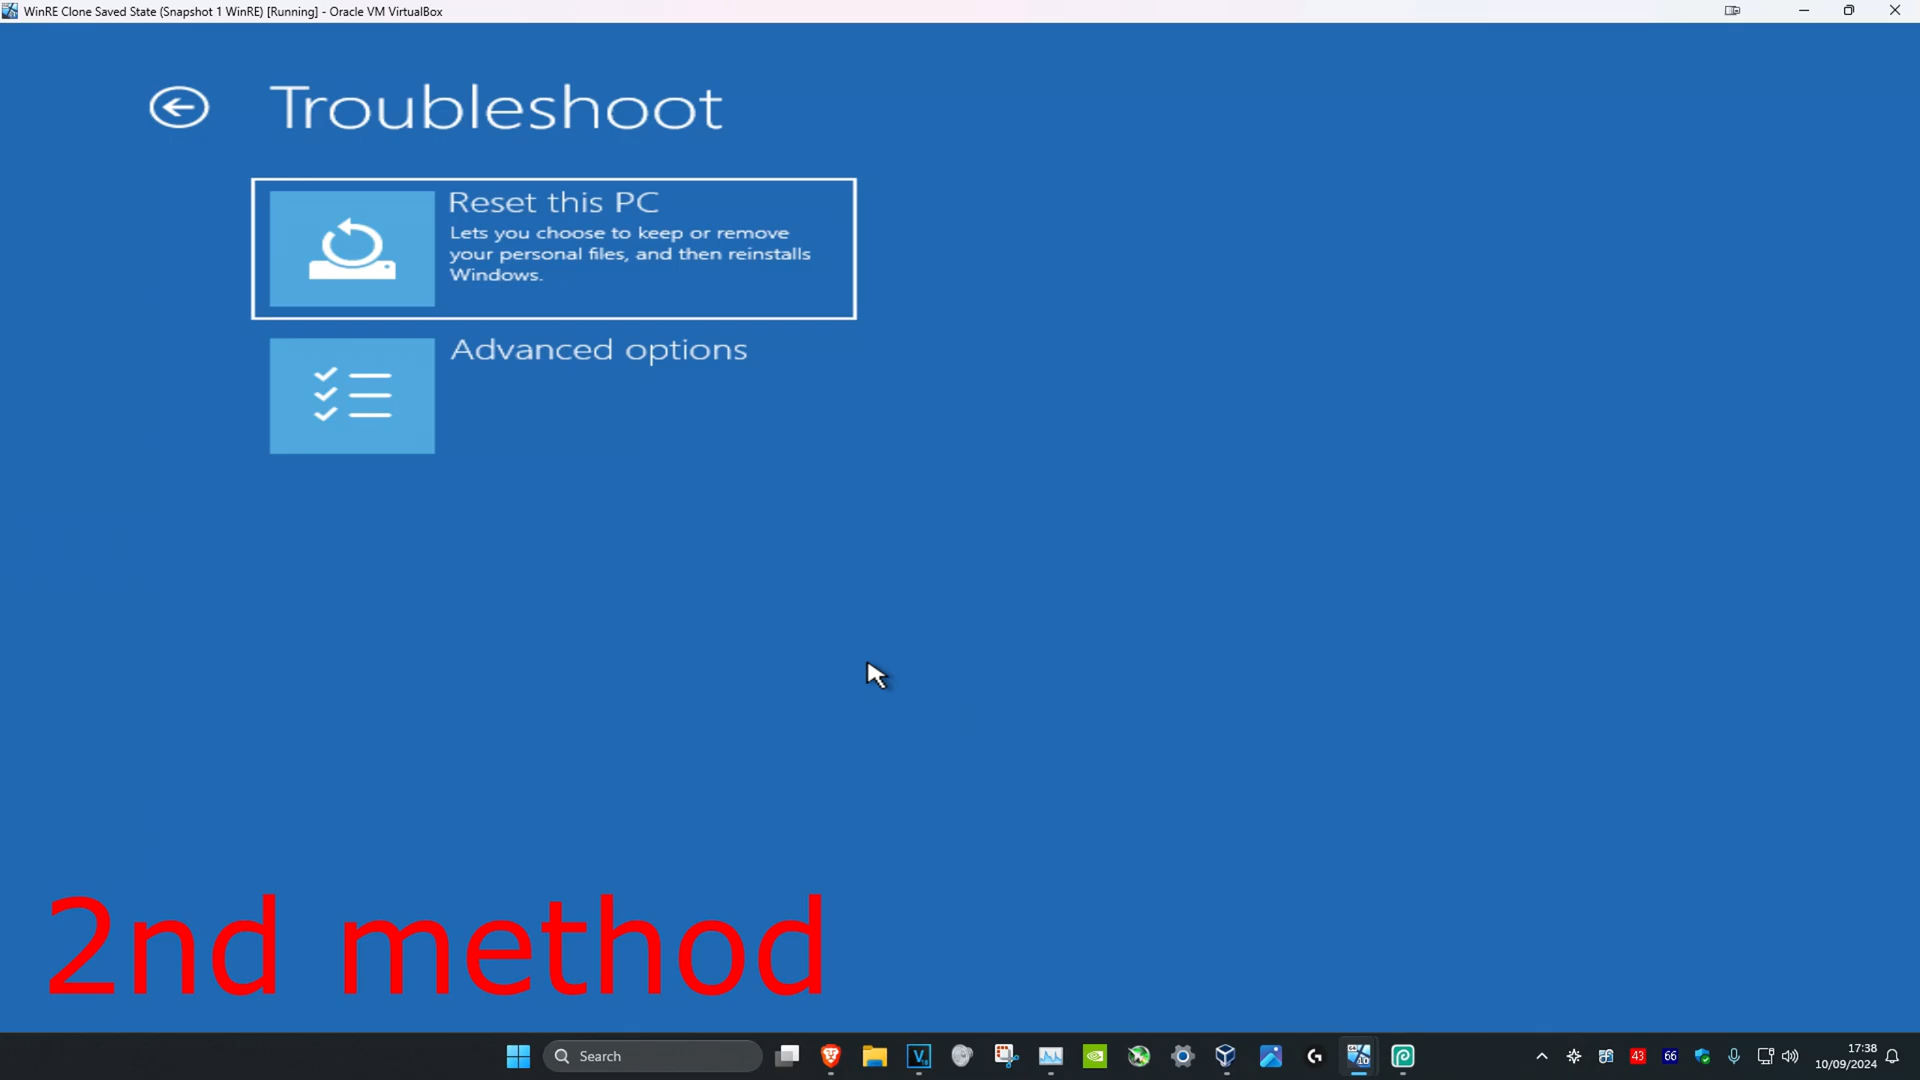 WinRE Clone Saved State (Snapshot 1 WinRE) [Running] - Oracle VM VirtualBox
Troubleshoot
Reset this PC
Lets you choose to keep or remove
your personal files, and then reinstalls
Windows.
Advanced options
2nd method
Search
43
66
17:38
10/09/2024